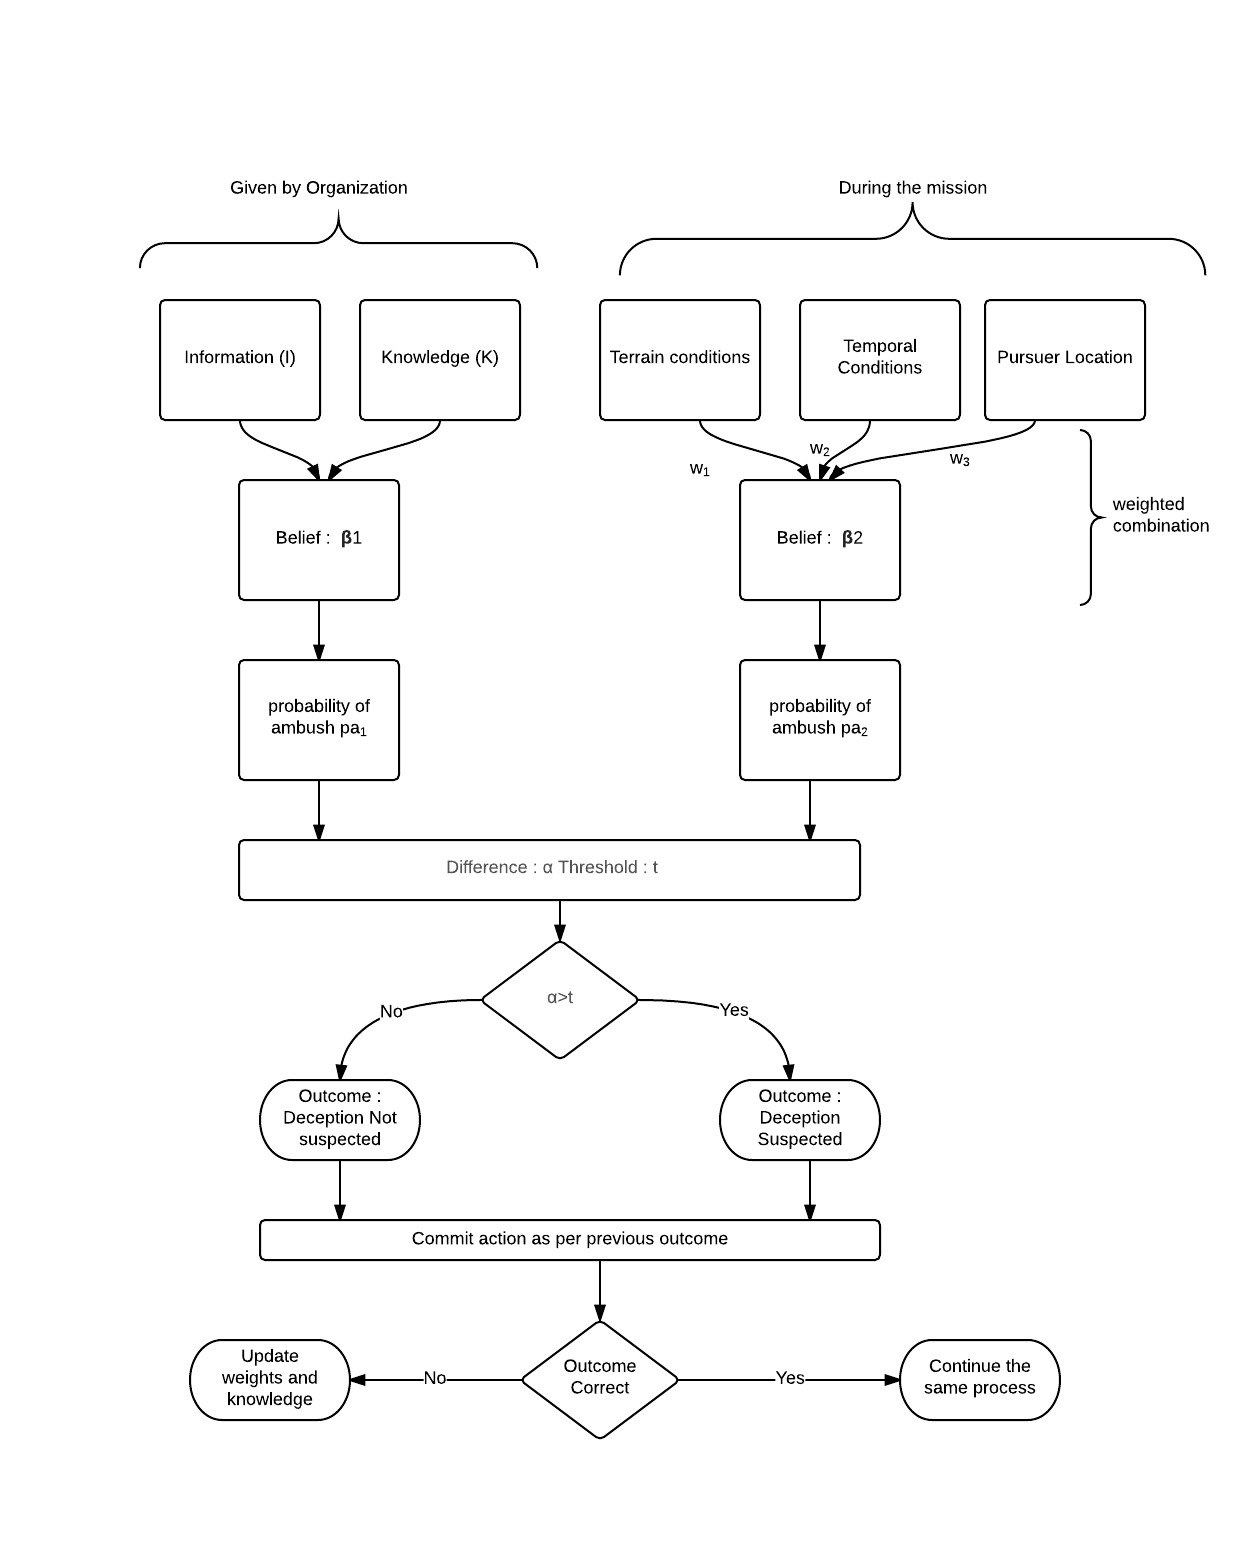 Given by Organization
During the mission
Information (I)
Knowledge (K)
Terrain conditions
Temporal
Conditions
Pursuer Location
w₁
w₂
w₃
weighted
combination
Belief : β1
Belief : β2
probability of
ambush pa₁
probability of
ambush pa₂
Difference : α Threshold : t
α>t
No
Yes
Outcome :
Deception Not
suspected
Outcome :
Deception
Suspected
Commit action as per previous outcome
Update
weights and
knowledge
No
Outcome
Correct
Yes
Continue the
same process